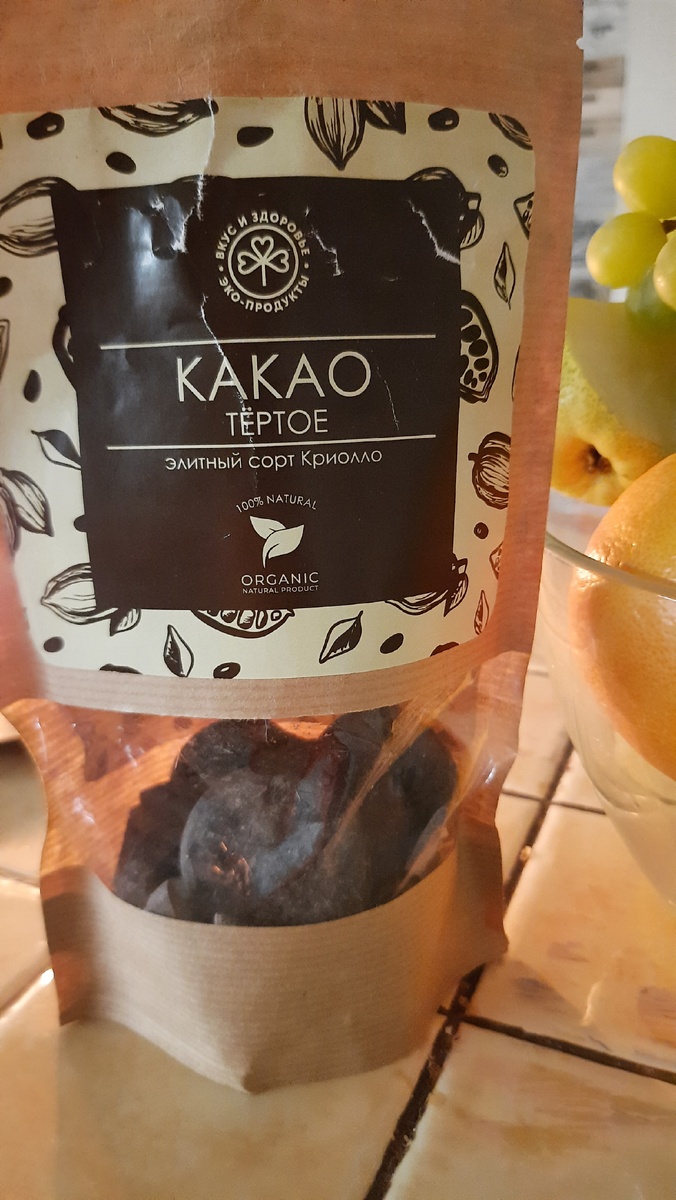 ВКУС И ЗДОРОВЬЕ
ЭКО-ПРОДУКТЫ
КАКАО
ТЁРТОЕ
элитный сорт Криолло
100% NATURAL
ORGANIC
NATURAL PRODUCT